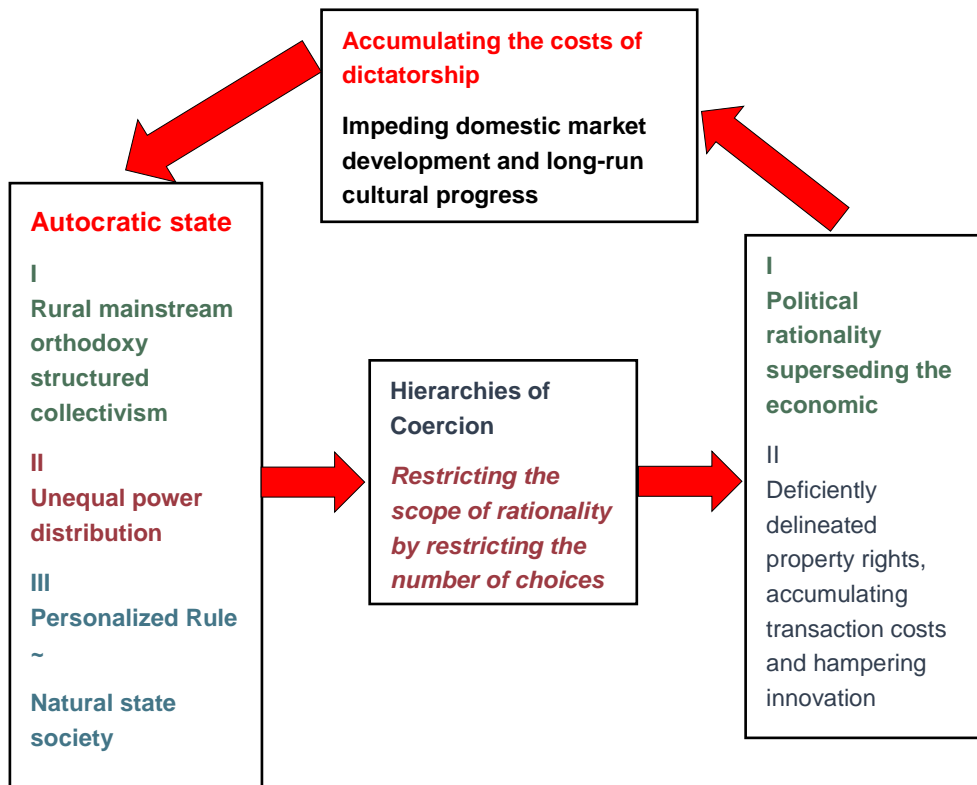 Accumulating the costs of
dictatorship
Impeding domestic market
development and long-run
cultural progress
Autocratic state
I
Rural mainstream
orthodoxy
structured
collectivism
II
Unequal power
distribution
III
Personalized Rule
~
Natural state
society
Hierarchies of
Coercion
Restricting the
scope of rationality
by restricting the
number of choices
I
Political
rationality
superseding the
economic
II
Deficiently
delineated
property rights,
accumulating
transaction costs
and hampering
innovation